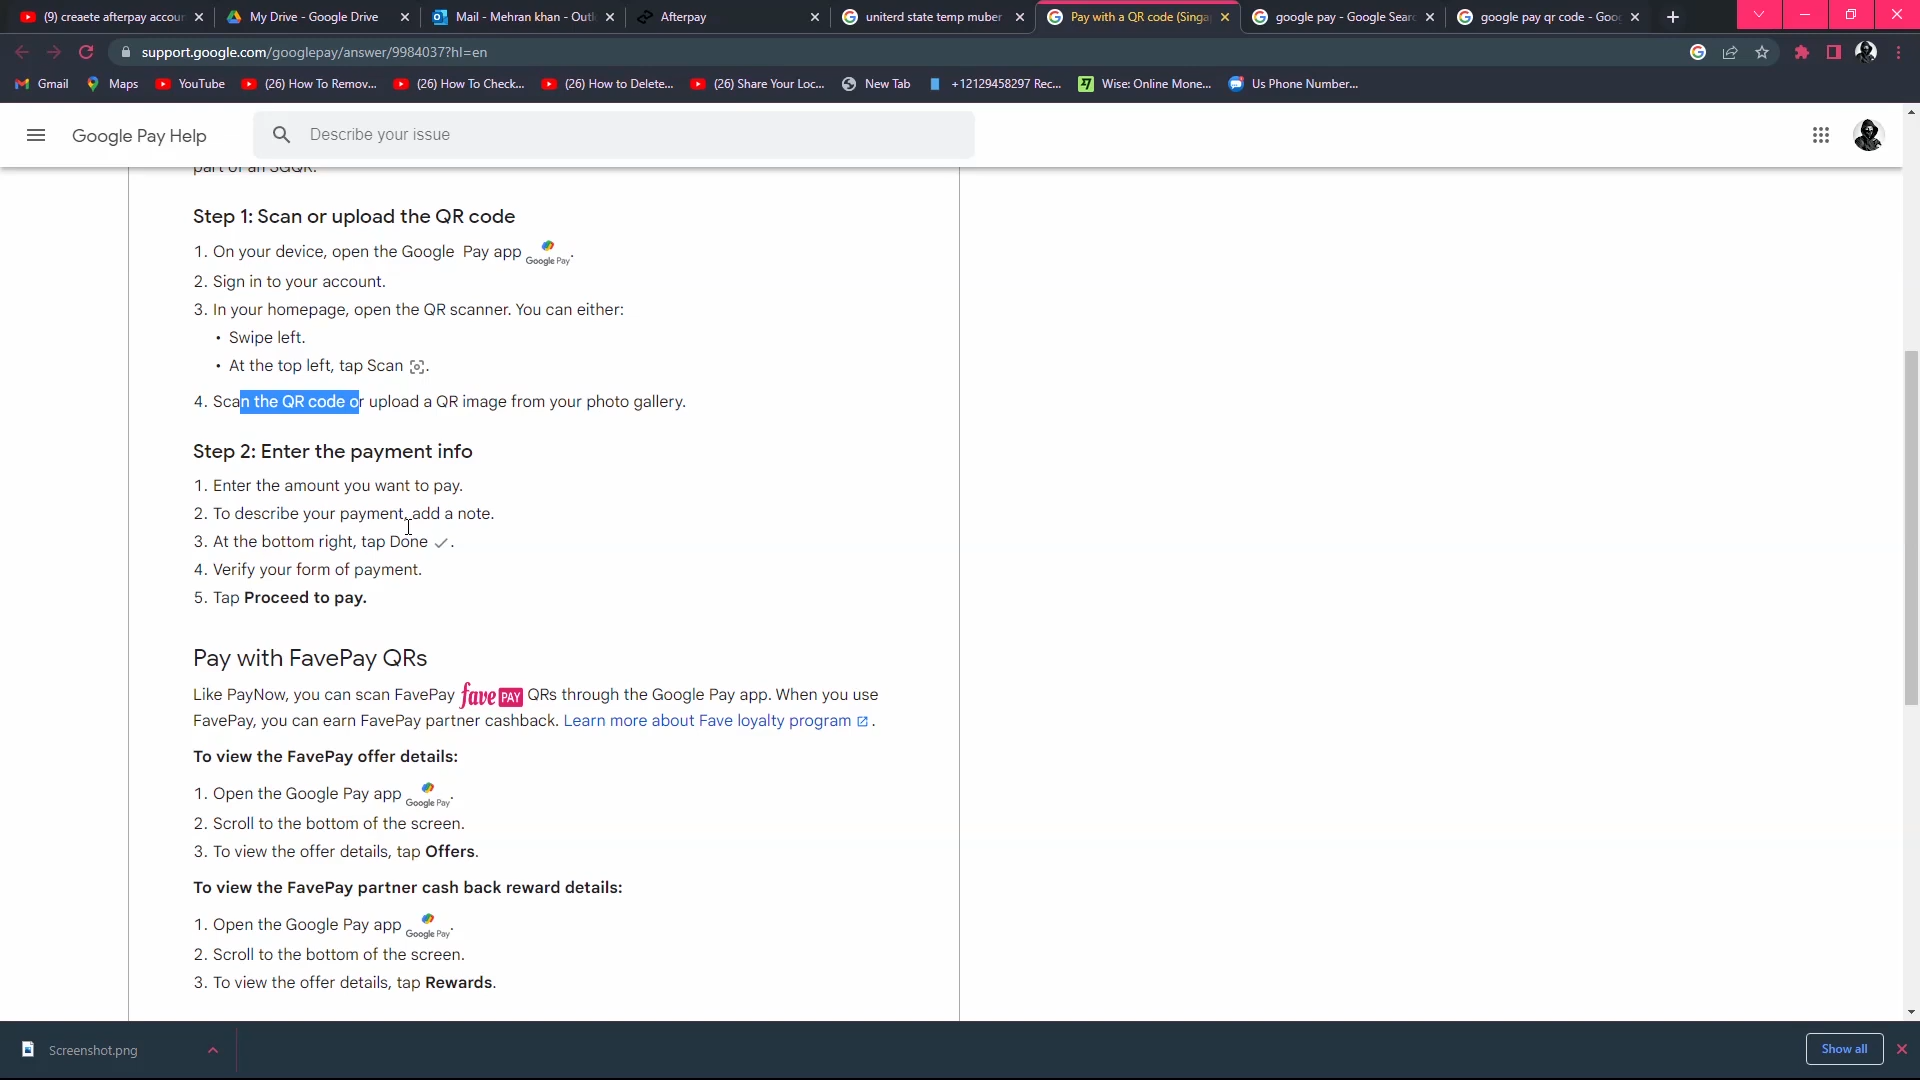 (9) creaete afterpay accour
My Drive - Google Drive
Mail - Mehran khan - Outl
Afterpay
uniterd state temp muber
Pay with a QR code (Singa
google pay - Google Searc
google pay qr code - Goo
support.google.com/googlepay/answer/9984037?hl=en
Gmail
Maps
YouTube
(26) How To Remov...
(26) How To Check...
(26) How to Delete...
(26) Share Your Loc...
New Tab
+12129458297 Rec...
Wise: Online Mone...
Us Phone Number...
Google Pay Help
Describe your issue
part of an SGQR.
Step 1: Scan or upload the QR code
1. On your device, open the Google Pay app Google Pay.
2. Sign in to your account.
3. In your homepage, open the QR scanner. You can either:
• Swipe left.
• At the top left, tap Scan .
4. Scan the QR code or upload a QR image from your photo gallery.
Step 2: Enter the payment info
1. Enter the amount you want to pay.
2. To describe your payment, add a note.
3. At the bottom right, tap Done ✓.
4. Verify your form of payment.
5. Tap Proceed to pay.
Pay with FavePay QRs
Like PayNow, you can scan FavePay fave PAY QRs through the Google Pay app. When you use
FavePay, you can earn FavePay partner cashback. Learn more about Fave loyalty program .
To view the FavePay offer details:
1. Open the Google Pay app Google Pay.
2. Scroll to the bottom of the screen.
3. To view the offer details, tap Offers.
To view the FavePay partner cash back reward details:
1. Open the Google Pay app Google Pay.
2. Scroll to the bottom of the screen.
3. To view the offer details, tap Rewards.
Screenshot.png
Show all